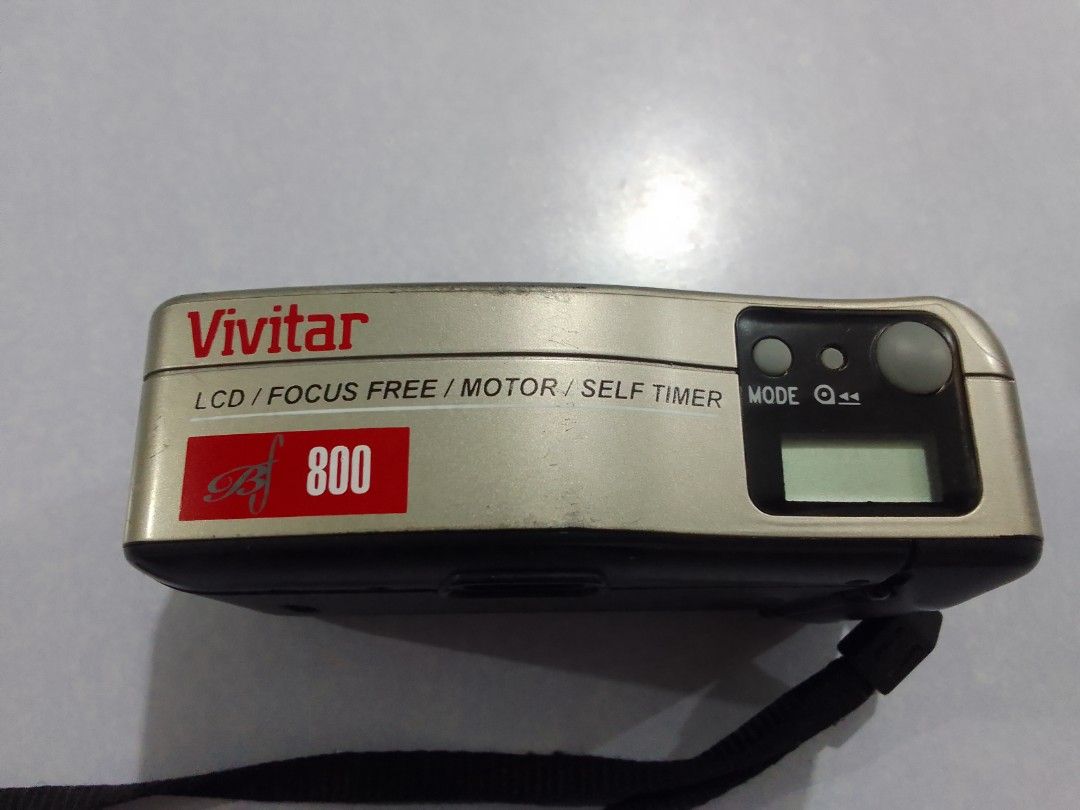 Vivitar
LCD / FOCUS FREE / MOTOR / SELF TIMER
Bf 800
MODE